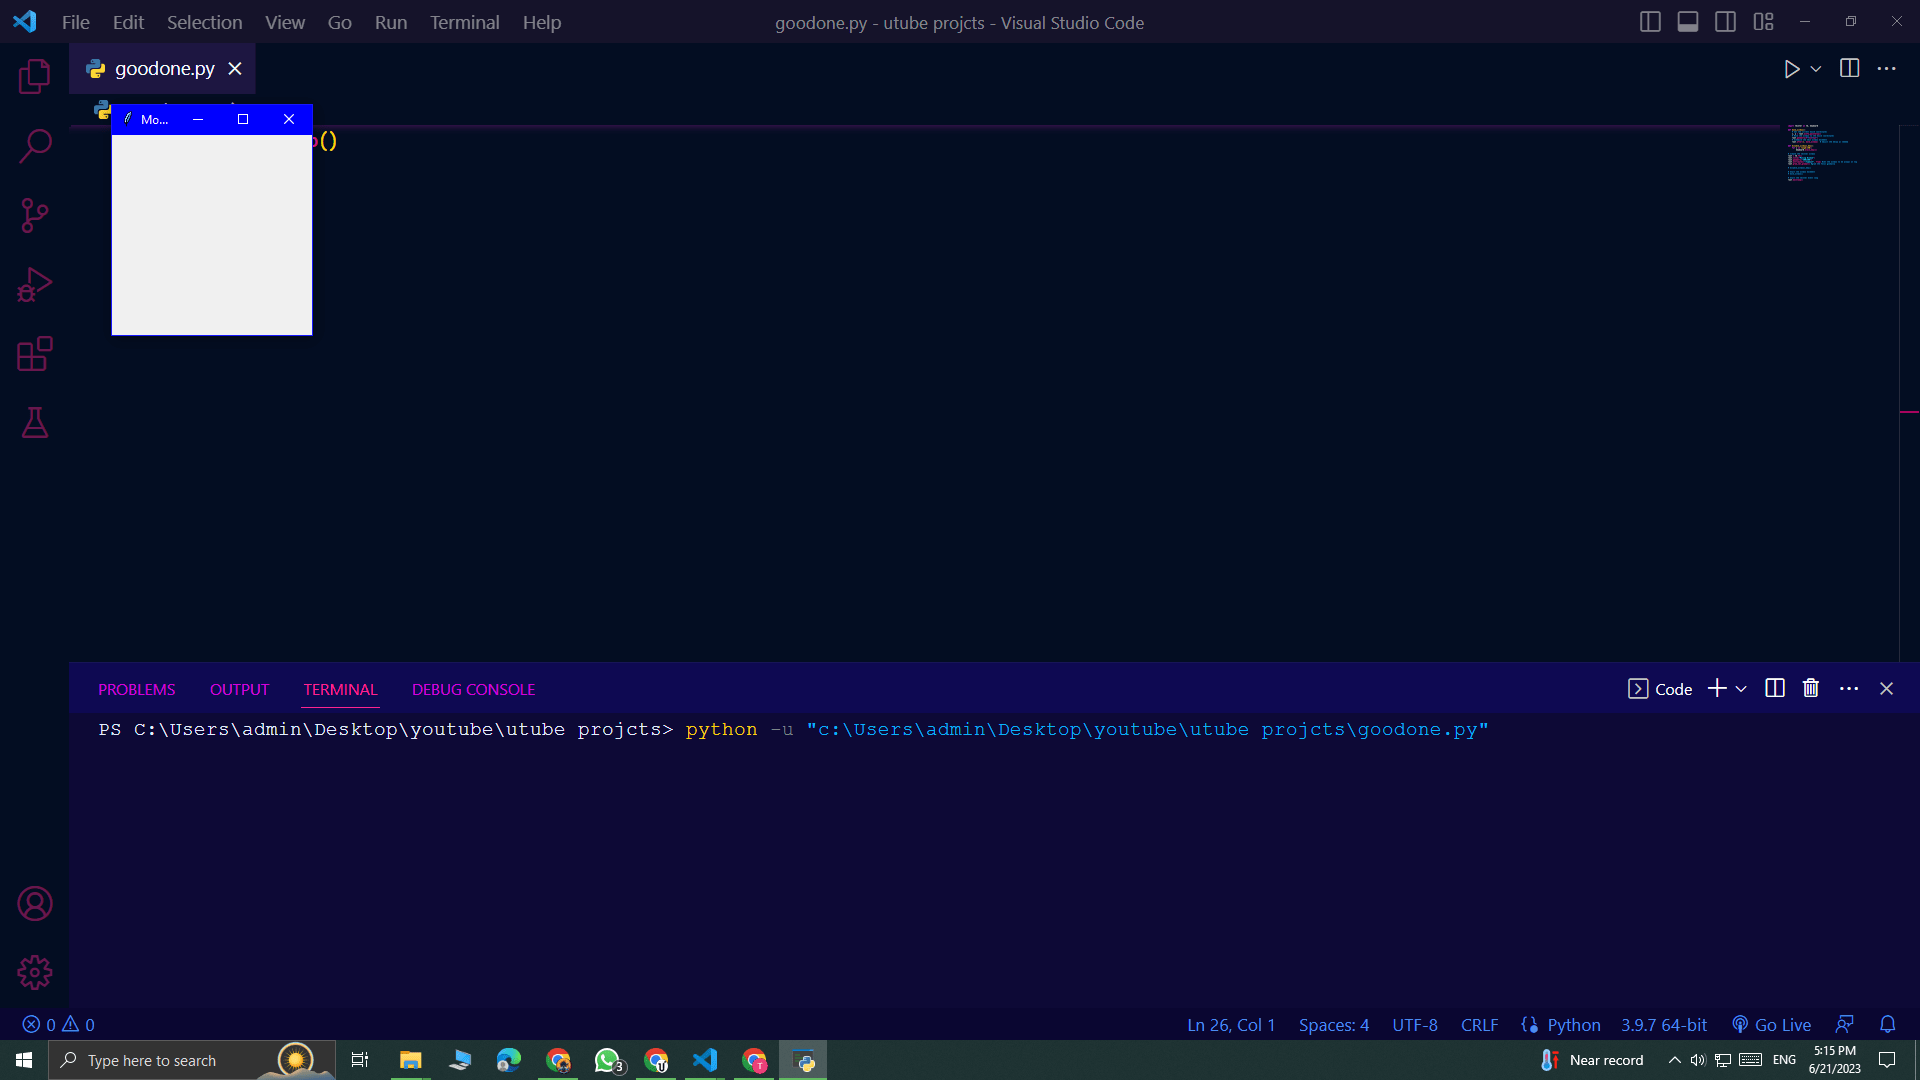 File Edit Selection View Go Run Terminal Help
goodone.py - utube projcts - Visual Studio Code
goodone.py
Mo...
()
PROBLEMS OUTPUT TERMINAL DEBUG CONSOLE
Code
PS C:\Users\admin\Desktop\youtube\utube projcts> python -u "c:\Users\admin\Desktop\youtube\utube projcts\goodone.py"
0 0
Ln 26, Col 1 Spaces: 4 UTF-8 CRLF Python 3.9.7 64-bit Go Live
Type here to search
3
U
T
Near record
ENG
5:15 PM
6/21/2023